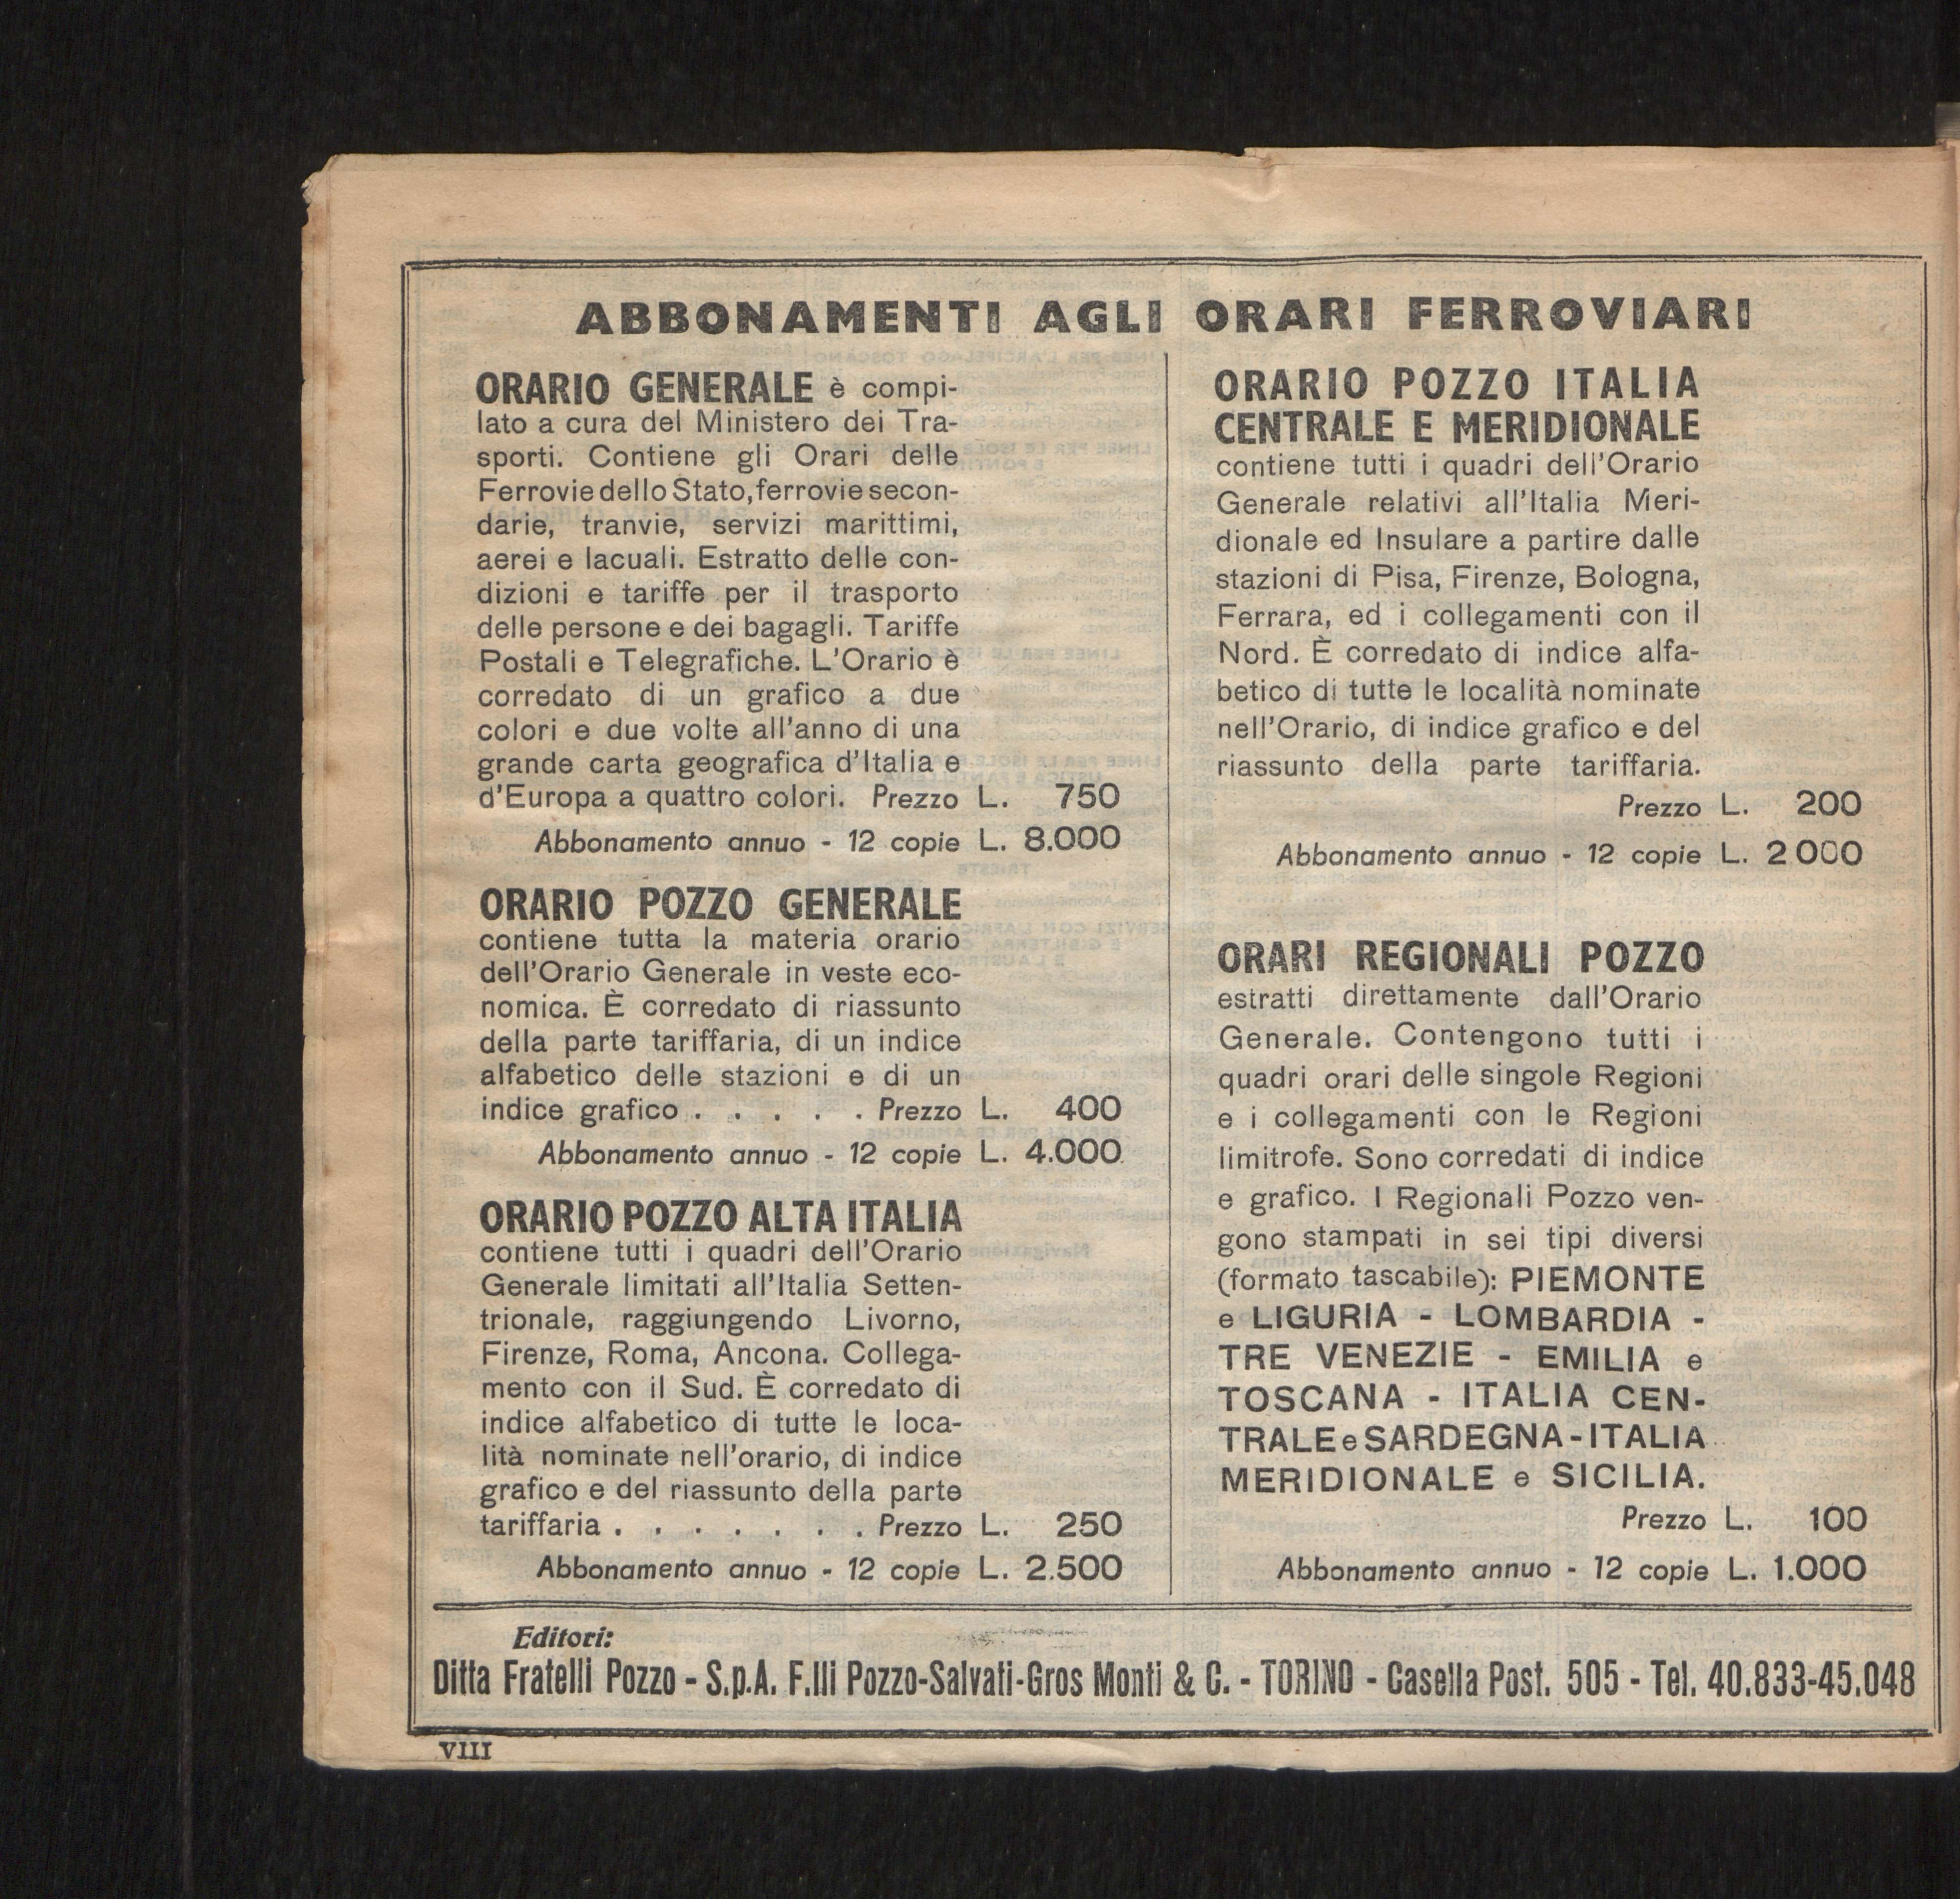 ABBONAMENTI AGLI ORARI FERROVIARI
ORARIO GENERALE è compi-
lato a cura del Ministero dei Tra-
sporti. Contiene gli Orari delle
Ferrovie dello Stato, ferrovie secon-
darie, tranvie, servizi marittimi,
aerei e lacuali. Estratto delle con-
dizioni e tariffe per il trasporto
delle persone e dei bagagli. Tariffe
Postali e Telegrafiche. L'Orario è
corredato di un grafico a due
colori e due volte all'anno di una
grande carta geografica d'Italia e
d'Europa a quattro colori. Prezzo L. 750
Abbonamento annuo - 12 copie L. 8.000
ORARIO POZZO GENERALE
contiene tutta la materia orario
dell'Orario Generale in veste eco-
nomica. È corredato di riassunto
della parte tariffaria, di un indice
alfabetico delle stazioni e di un
indice grafico . . . . . Prezzo L. 400
Abbonamento annuo - 12 copie L. 4.000
ORARIO POZZO ALTA ITALIA
contiene tutti i quadri dell'Orario
Generale limitati all'Italia Setten-
trionale, raggiungendo Livorno,
Firenze, Roma, Ancona. Collega-
mento con il Sud. È corredato di
indice alfabetico di tutte le loca-
lità nominate nell'orario, di indice
grafico e del riassunto della parte
tariffaria . . . . . . . Prezzo L. 250
Abbonamento annuo - 12 copie L. 2.500
ORARIO POZZO ITALIA
CENTRALE E MERIDIONALE
contiene tutti i quadri dell'Orario
Generale relativi all'Italia Meri-
dionale ed Insulare a partire dalle
stazioni di Pisa, Firenze, Bologna,
Ferrara, ed i collegamenti con il
Nord. È corredato di indice alfa-
betico di tutte le località nominate
nell'Orario, di indice grafico e del
riassunto della parte tariffaria.
Prezzo L. 200
Abbonamento annuo - 12 copie L. 2 000
ORARI REGIONALI POZZO
estratti direttamente dall'Orario
Generale. Contengono tutti i
quadri orari delle singole Regioni
e i collegamenti con le Regioni
limitrofe. Sono corredati di indice
e grafico. I Regionali Pozzo ven-
gono stampati in sei tipi diversi
(formato tascabile): PIEMONTE
e LIGURIA - LOMBARDIA -
TRE VENEZIE - EMILIA e
TOSCANA - ITALIA CEN-
TRALE e SARDEGNA - ITALIA
MERIDIONALE e SICILIA.
Prezzo L. 100
Abbonamento annuo - 12 copie L. 1.000
Editori:
Ditta Fratelli Pozzo - S.p.A. F.lli Pozzo-Salvati-Gros Monti & C. - TORINO - Casella Post. 505 - Tel. 40.833-45.048
VIII